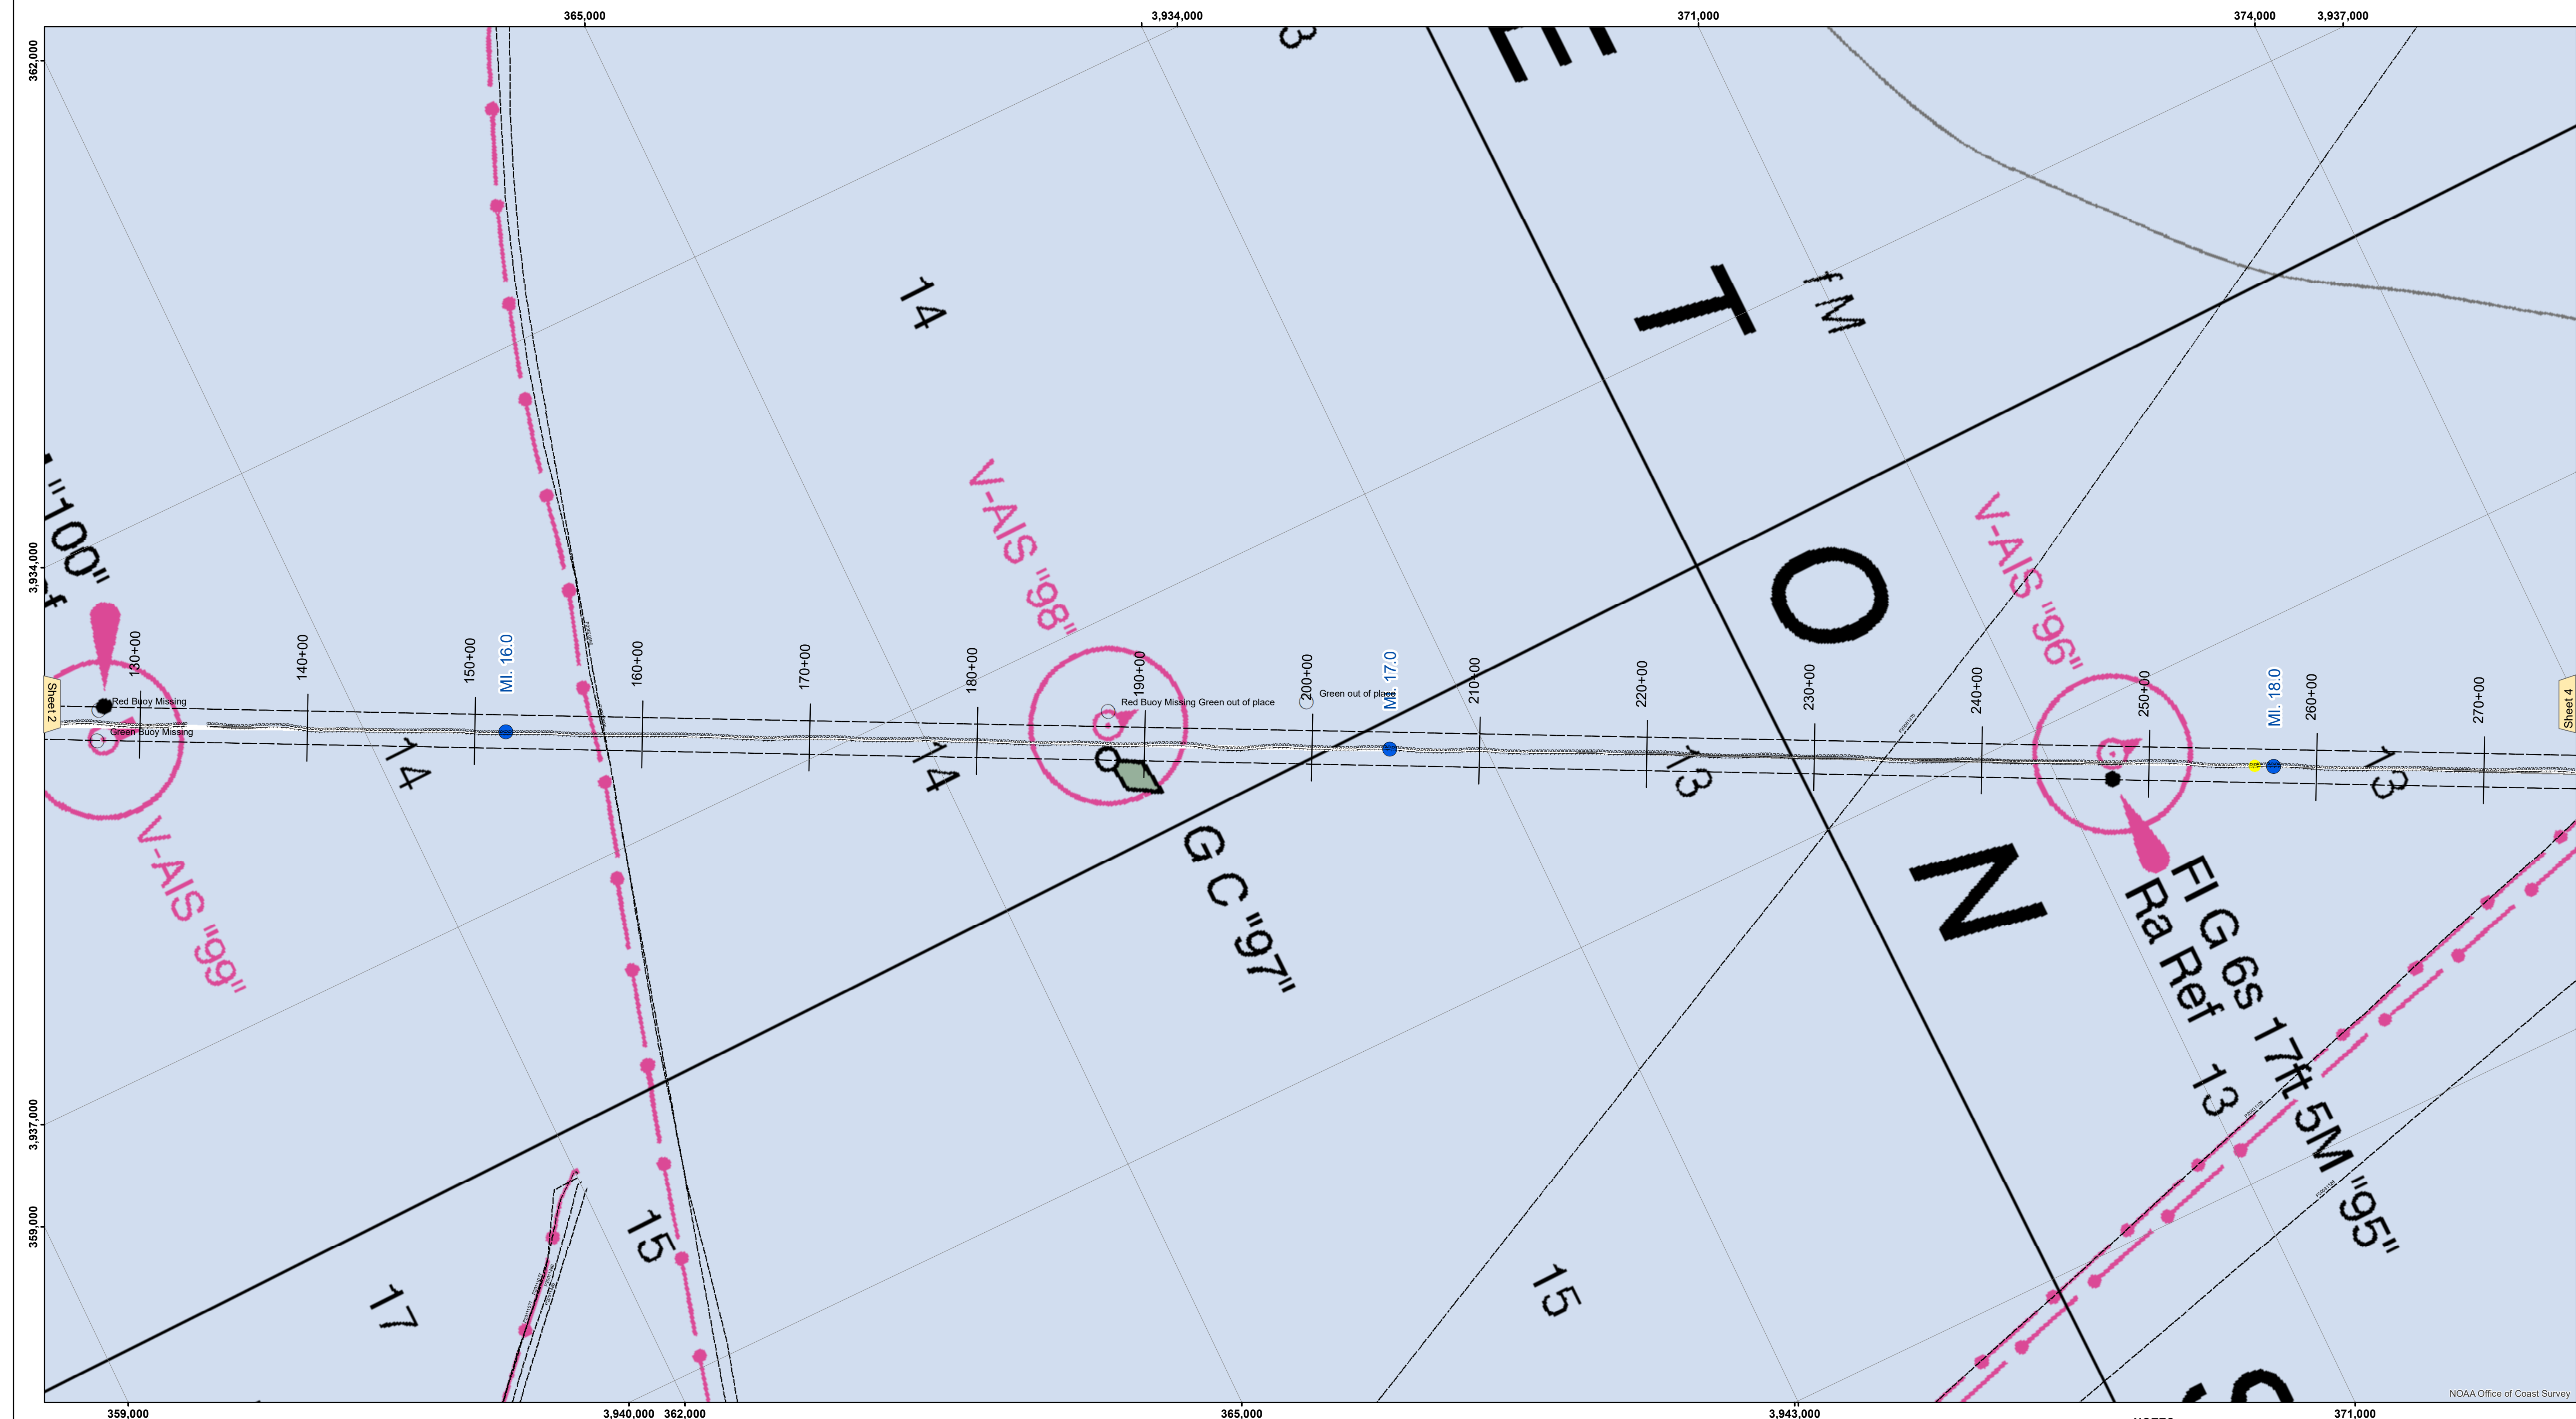 365,000
3,934,000
371,000
374,000
3,937,000
362,000
3,934,000
3,937,000
359,000
3
E
T
f M
O
N
14
"100"
V-AIS "98"
V-AIS "96"
130+00
140+00
150+00
MI. 16.0
160+00
170+00
180+00
190+00
200+00
MI. 17.0
210+00
220+00
230+00
240+00
250+00
MI. 18.0
260+00
270+00
Sheet 2
Sheet 4
Red Buoy Missing
Green Buoy Missing
Red Buoy Missing Green out of place
Green out of place
14
14
13
13
V-AIS "99"
G C "97"
Fl G 6s 17ft 5M "95"
Ra Ref
13
15
15
17
NOAA Office of Coast Survey
359,000
3,940,000
362,000
365,000
3,943,000
371,000